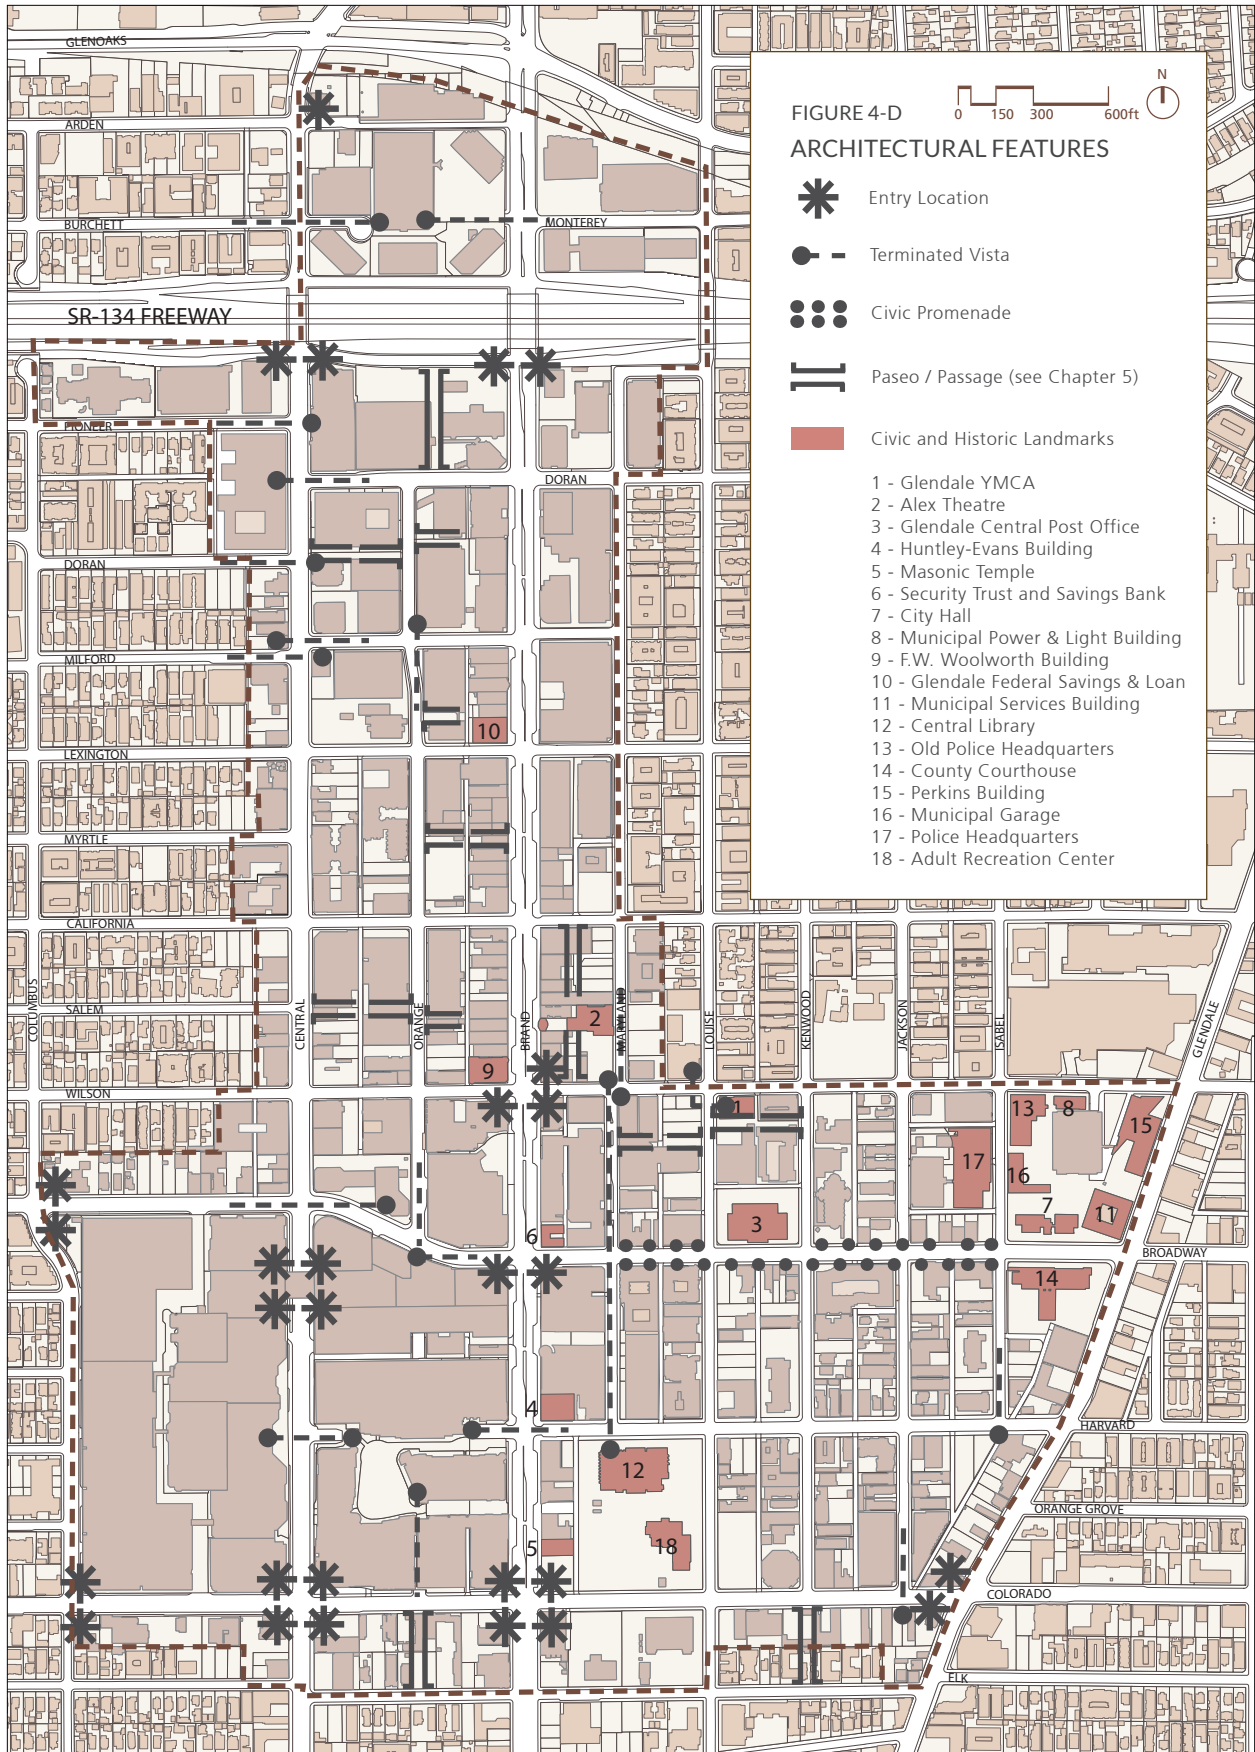 GLENOAKS
ARDEN
BURCHETT
MONTEREY
SR-134 FREEWAY
PIONEER
DORAN
DORAN
MILFORD
LEXINGTON
MYRTLE
CALIFORNIA
SALEM
WILSON
COLUMBUS
CENTRAL
ORANGE
BRAND
MARYLAND
LOUISE
KENWOOD
JACKSON
ISABEL
GLENDALE
BROADWAY
HARVARD
ORANGE GROVE
COLORADO
ELK
10
2
9
1
13
8
15
17
16
7
11
3
6
14
4
12
5
18
FIGURE 4-D
0 150 300 600ft
N
ARCHITECTURAL FEATURES
Entry Location
Terminated Vista
Civic Promenade
Paseo / Passage (see Chapter 5)
Civic and Historic Landmarks
1 - Glendale YMCA
2 - Alex Theatre
3 - Glendale Central Post Office
4 - Huntley-Evans Building
5 - Masonic Temple
6 - Security Trust and Savings Bank
7 - City Hall
8 - Municipal Power & Light Building
9 - F.W. Woolworth Building
10 - Glendale Federal Savings & Loan
11 - Municipal Services Building
12 - Central Library
13 - Old Police Headquarters
14 - County Courthouse
15 - Perkins Building
16 - Municipal Garage
17 - Police Headquarters
18 - Adult Recreation Center